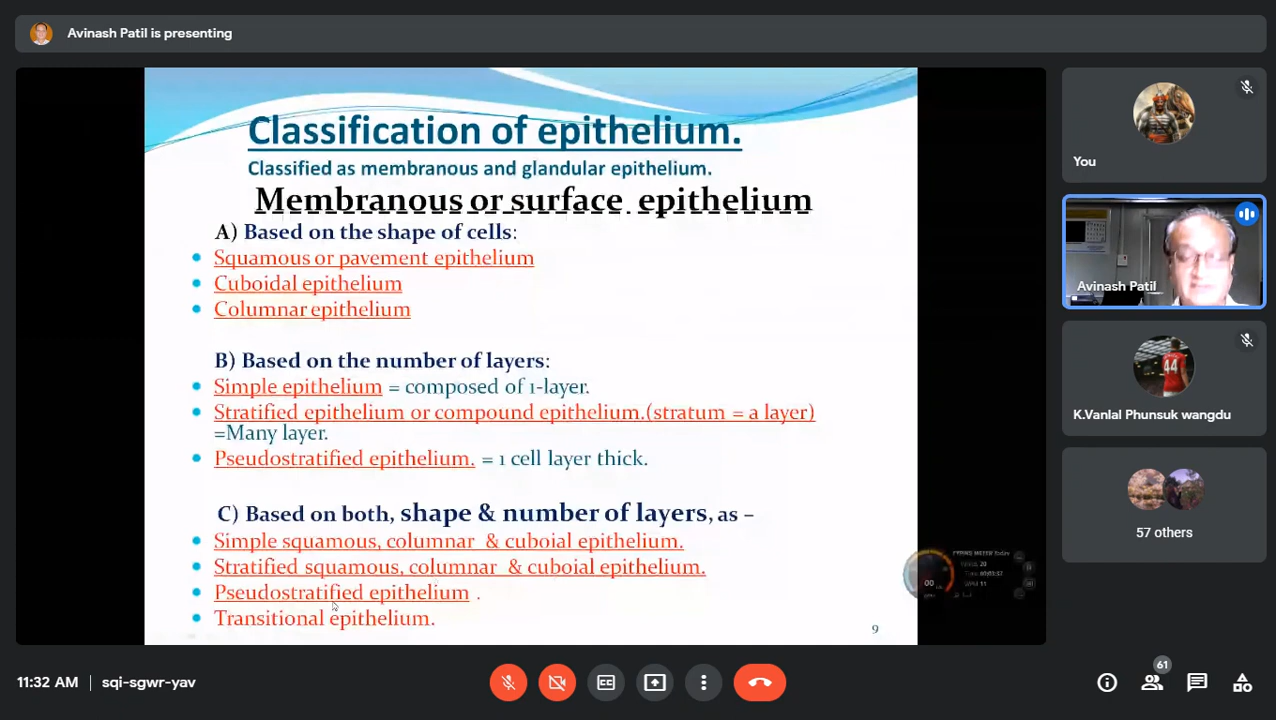 Avinash Patil is presenting
Classification of epithelium.
Classified as membranous and glandular epithelium.
Membranous or surface epithelium
A) Based on the shape of cells:
Squamous or pavement epithelium
Cuboidal epithelium
Columnar epithelium
B) Based on the number of layers:
Simple epithelium = composed of 1-layer.
Stratified epithelium or compound epithelium.(stratum = a layer)
=Many layer.
Pseudostratified epithelium. = 1 cell layer thick.
C) Based on both, shape & number of layers, as –
Simple squamous, columnar & cuboial epithelium.
Stratified squamous, columnar & cuboial epithelium.
Pseudostratified epithelium .
Transitional epithelium.
9
You
Avinash Patil
44
K.Vanlal Phunsuk wangdu
57 others
11:32 AM | sqi-sgwr-yav
CC
61